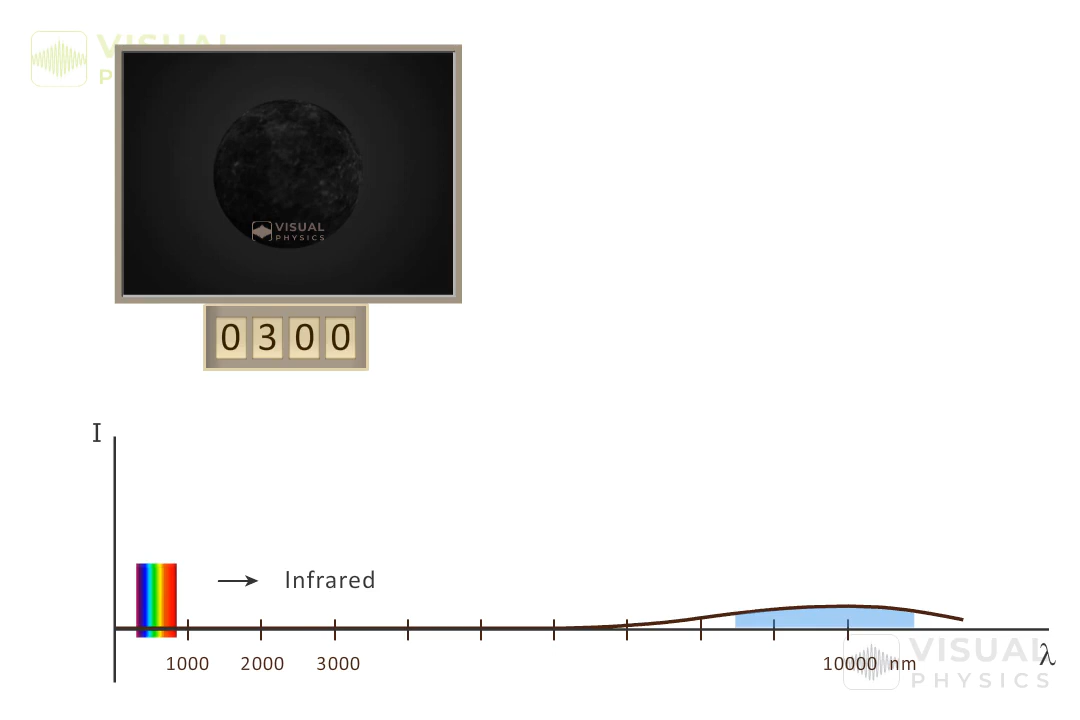 VISUAL
P
VISUAL
PHYSICS
0300
I
Infrared
1000 2000 3000 10000 nm λ
VISUAL
PHYSICS